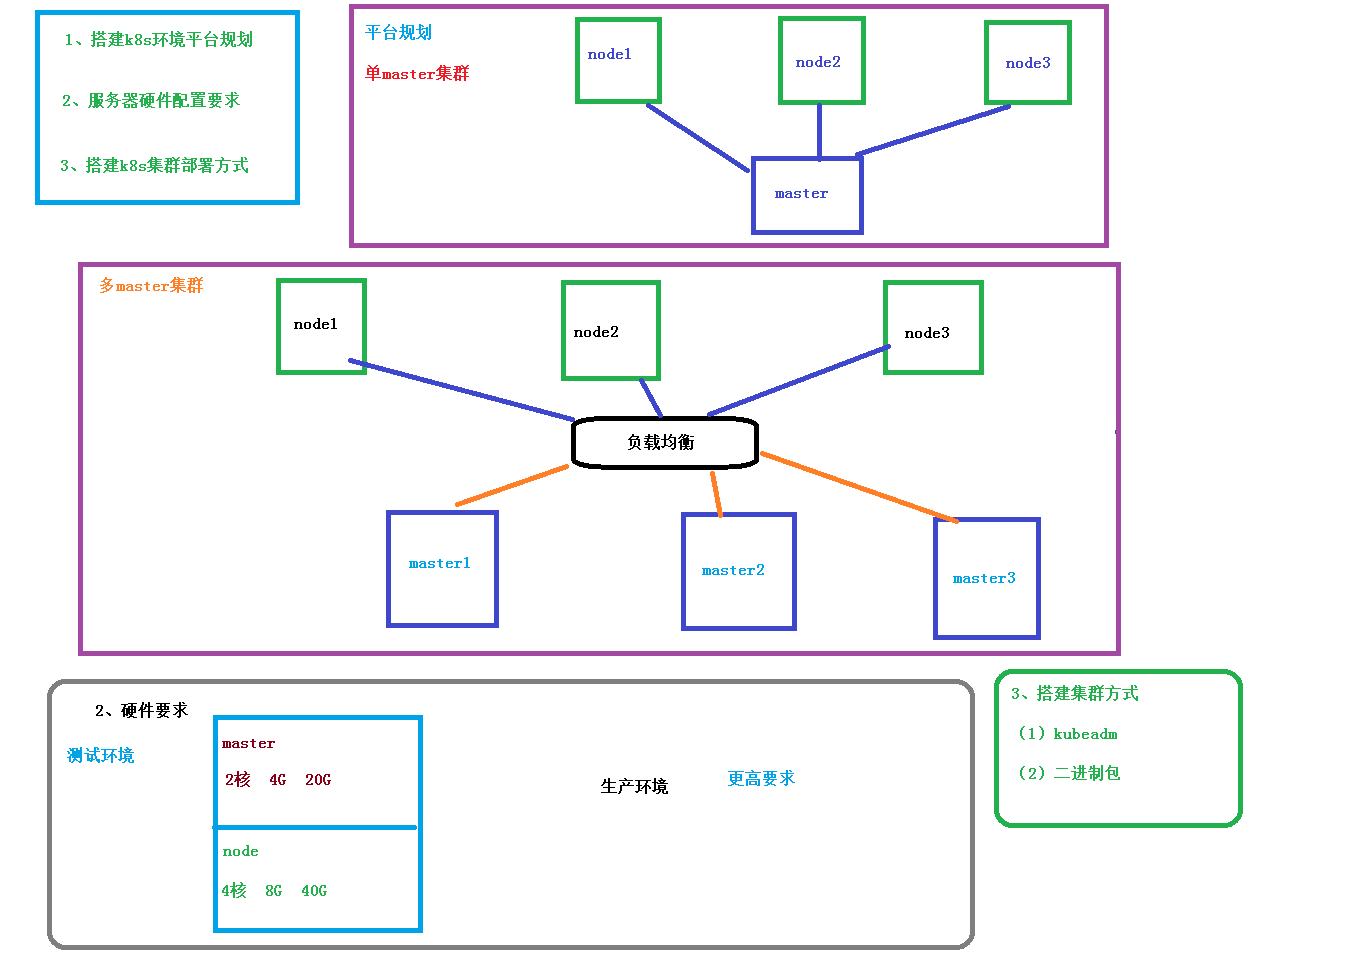 1、搭建k8s环境平台规划
2、服务器硬件配置要求
3、搭建k8s集群部署方式
平台规划
单master集群
node1
node2
node3
master
多master集群
node1
node2
node3
负载均衡
master1
master2
master3
2、硬件要求
测试环境
master
2核 4G 20G
node
4核 8G 40G
生产环境
更高要求
3、搭建集群方式
（1）kubeadm
（2）二进制包